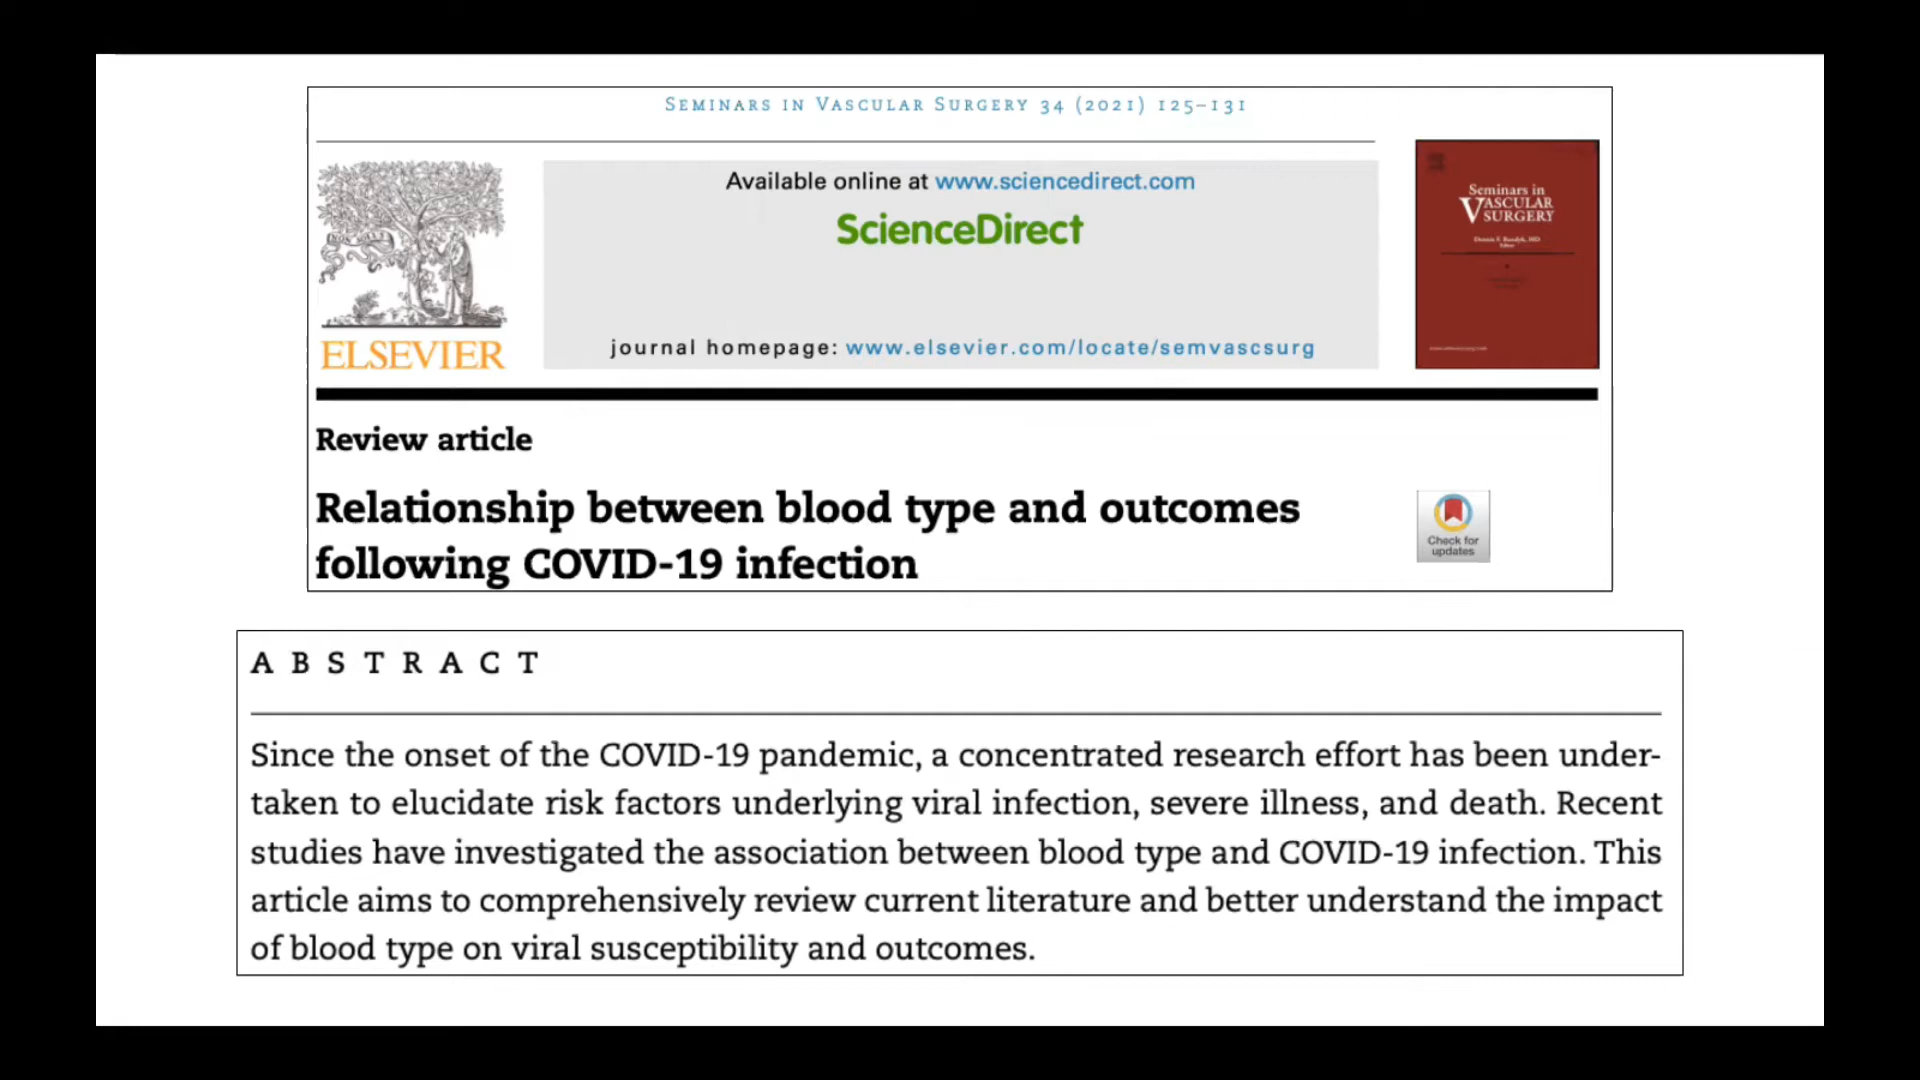 SEMINARS IN VASCULAR SURGERY 34 (2021) 125–131
Available online at www.sciencedirect.com
ScienceDirect
journal homepage: www.elsevier.com/locate/semvascsurg
NON SOLUS
ELSEVIER
Seminars in
VASCULAR
SURGERY
Review article
Relationship between blood type and outcomes
following COVID-19 infection
Check for
updates
ABSTRACT
Since the onset of the COVID-19 pandemic, a concentrated research effort has been under-
taken to elucidate risk factors underlying viral infection, severe illness, and death. Recent
studies have investigated the association between blood type and COVID-19 infection. This
article aims to comprehensively review current literature and better understand the impact
of blood type on viral susceptibility and outcomes.